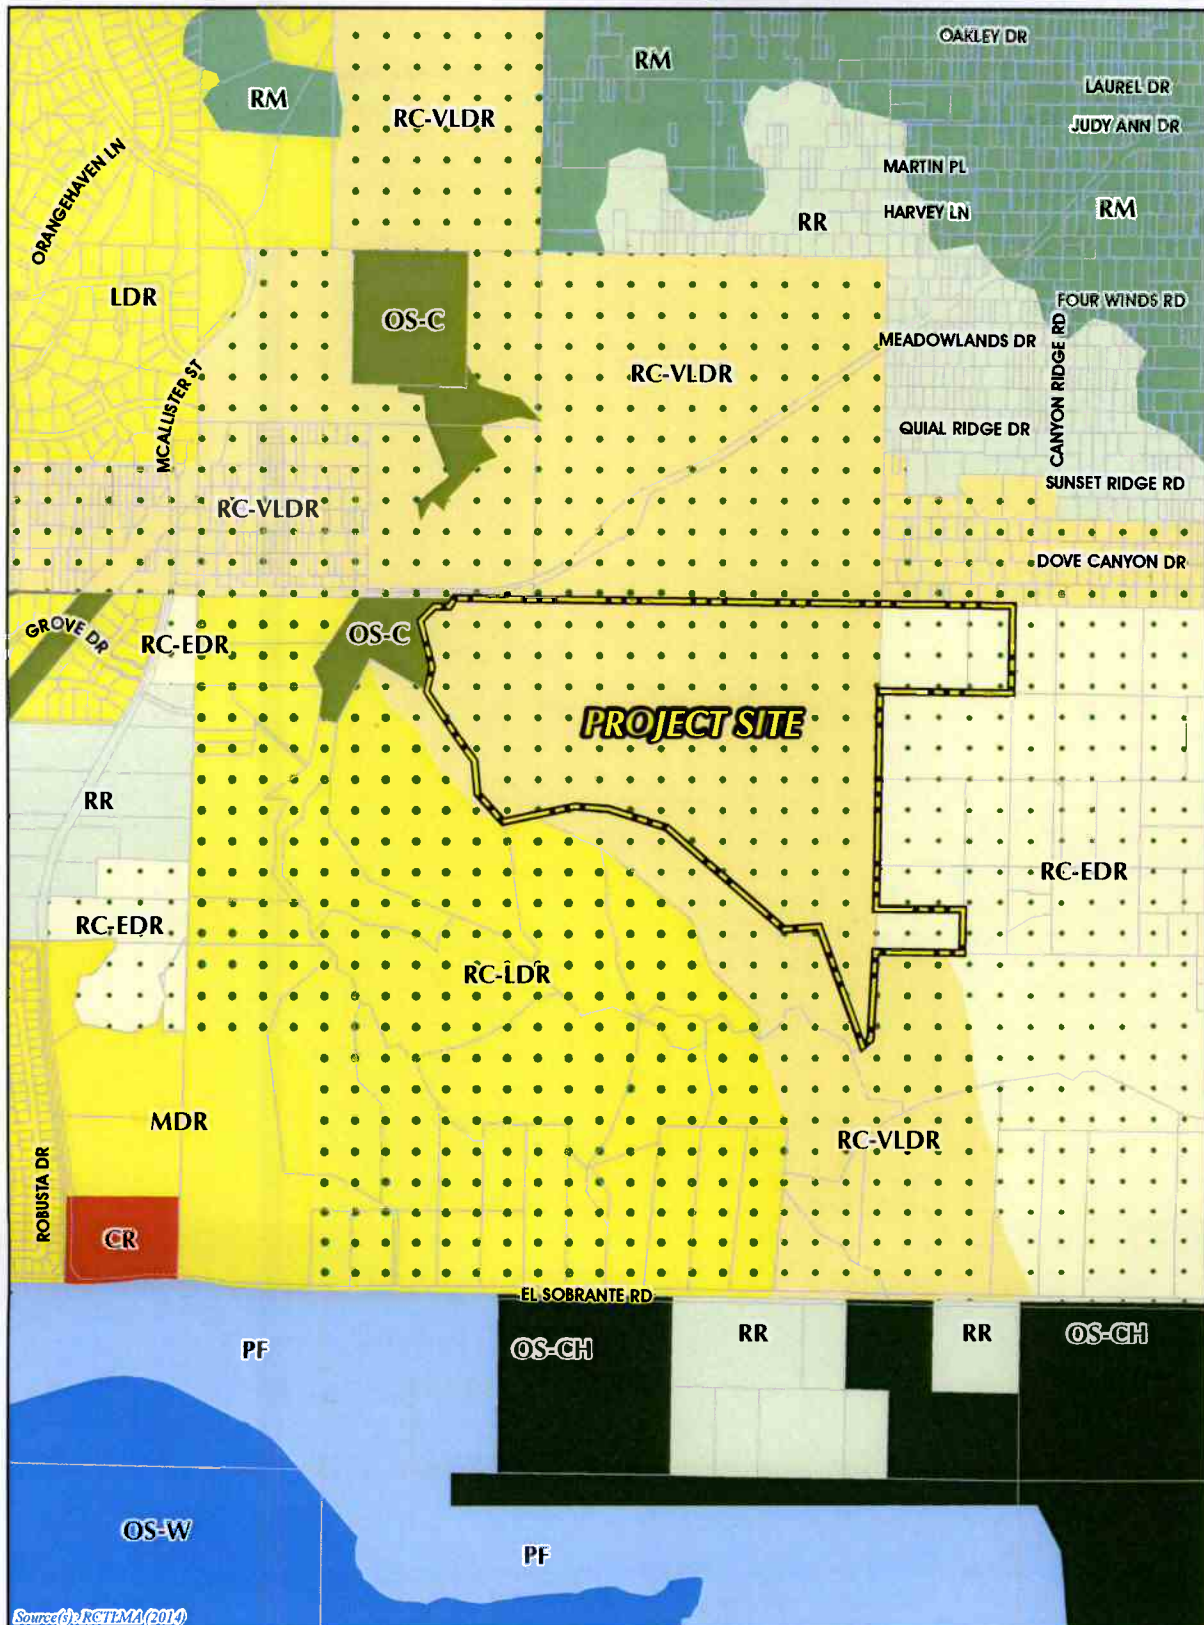 OAKLEY DR
RM
LAUREL DR
RM
RC-VLDR
JUDY ANN DR
ORANGEHAVEN LN
MARTIN PL
HARVEY LN
RM
RR
LDR
FOUR WINDS RD
OS-C
MEADOWLANDS DR
CANYON RIDGE RD
RC-VLDR
MCALLISTER ST
QUIAL RIDGE DR
SUNSET RIDGE RD
RC-VLDR
DOVE CANYON DR
GROVE DR
OS-C
RC-EDR
PROJECT SITE
RR
RC-EDR
RC-EDR
RC-LDR
MDR
RC-VLDR
ROBUSTA DR
CR
EL SOBRANTE RD
PF
OS-CH
RR
RR
OS-CH
OS-W
PF
Source(s): RCTLMA (2014)